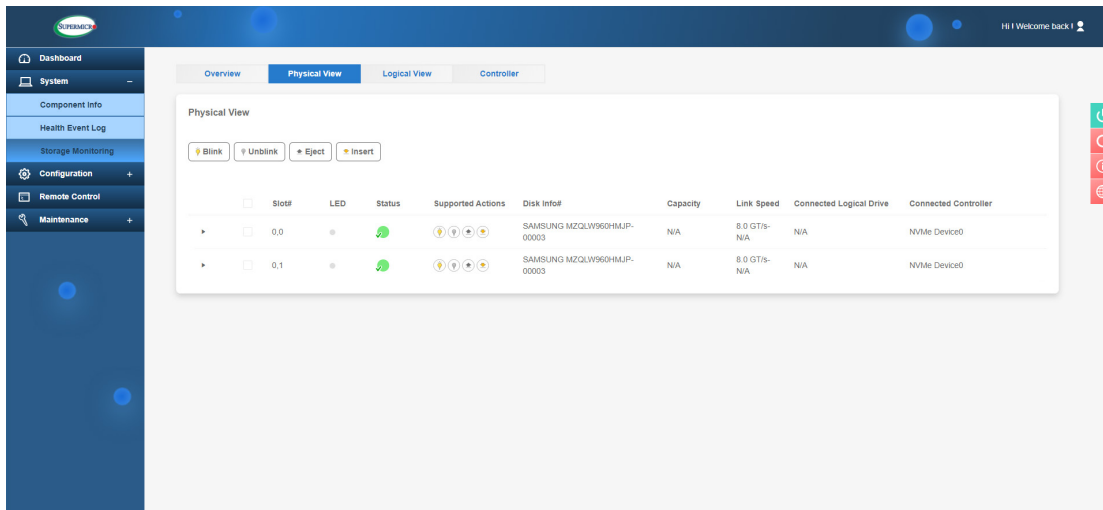 SUPERMICR
Hi ! Welcome back !
Dashboard
System −
Component Info
Health Event Log
Storage Monitoring
Configuration +
Remote Control
Maintenance +
Overview Physical View Logical View Controller
Physical View
Blink Unblink Eject Insert
Slot# LED Status Supported Actions Disk Info# Capacity Link Speed Connected Logical Drive Connected Controller
0,0 SAMSUNG MZQLW960HMJP- N/A 8.0 GT/s- N/A NVMe Device0
00003 N/A
0,1 SAMSUNG MZQLW960HMJP- N/A 8.0 GT/s- N/A NVMe Device0
00003 N/A